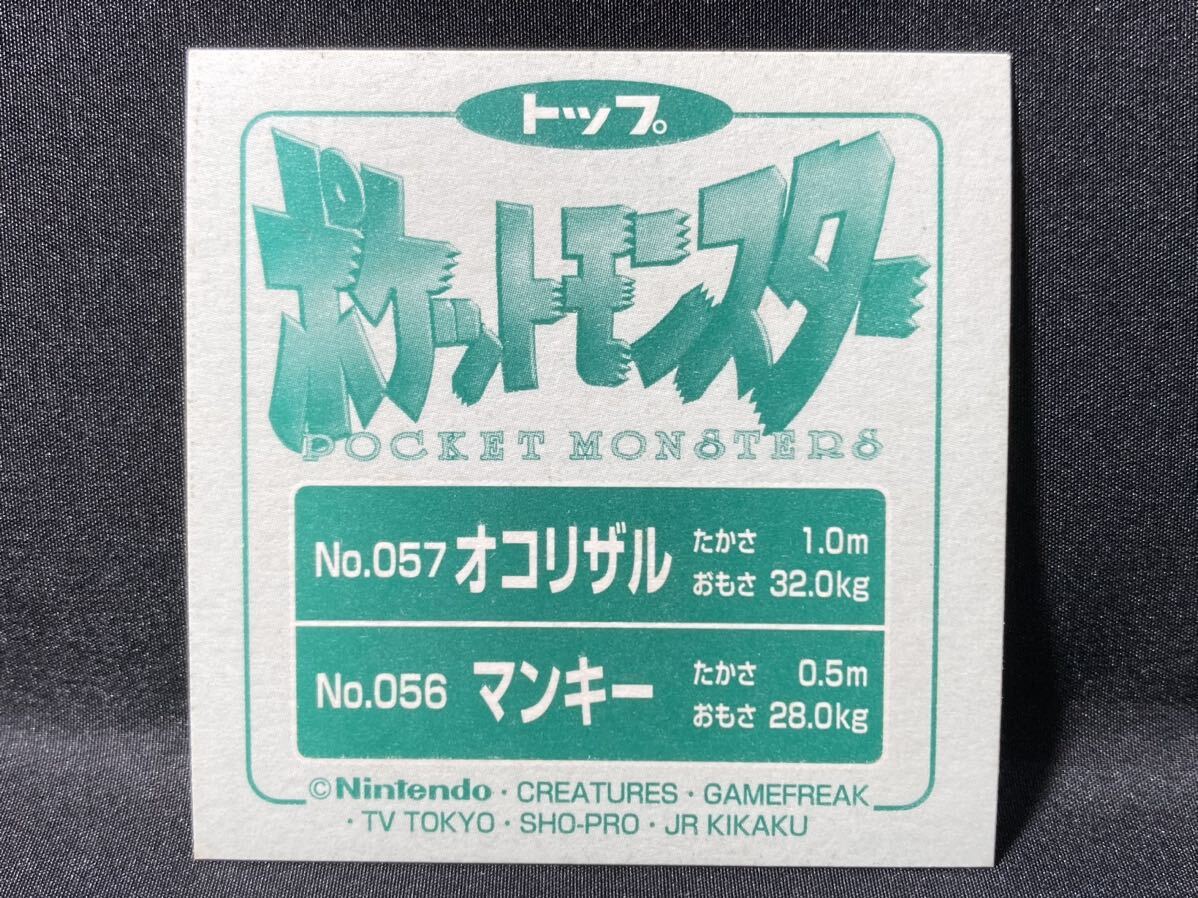 トップ。
ポケットモンスター
POCKET MONSTERS
No.057 オコリザル たかさ 1.0m
おもさ 32.0kg
No.056 マンキー たかさ 0.5m
おもさ 28.0kg
©Nintendo・CREATURES・GAMEFREAK
・TV TOKYO・SHO-PRO・JR KIKAKU